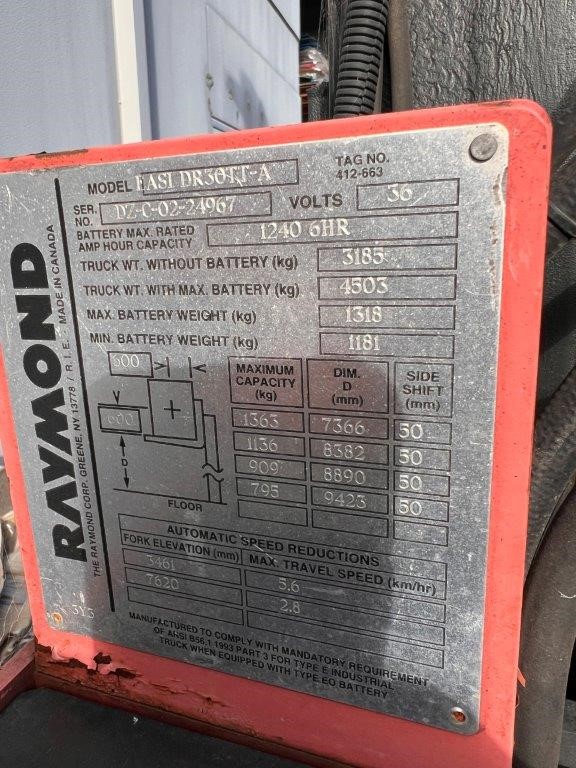 RAYMOND
THE RAYMOND CORP. GREENE, NY 13778 / R.I.E. - MADE IN CANADA
MODEL EASI DR30TT-A
TAG NO.
412-663
SER. NO. DZ-C-02-24967
VOLTS 36
BATTERY MAX. RATED
AMP HOUR CAPACITY 1240 6HR
TRUCK WT. WITHOUT BATTERY (kg) 3185
TRUCK WT. WITH MAX. BATTERY (kg) 4503
MAX. BATTERY WEIGHT (kg) 1318
MIN. BATTERY WEIGHT (kg) 1181
600
600
D
FLOOR
MAXIMUM CAPACITY (kg) DIM. D (mm) SIDE SHIFT (mm)
1363 7366 50
1136 8382 50
909 8890 50
795 9423 50
AUTOMATIC SPEED REDUCTIONS
FORK ELEVATION (mm) MAX. TRAVEL SPEED (km/hr)
3461 5.6
7620 2.8
MANUFACTURED TO COMPLY WITH MANDATORY REQUIREMENT
OF ARSI B56.1 1993 PART 3 FOR TYPE E INDUSTRIAL
TRUCK WHEN EQUIPPED WITH TYPE EO BATTERY
3Y3